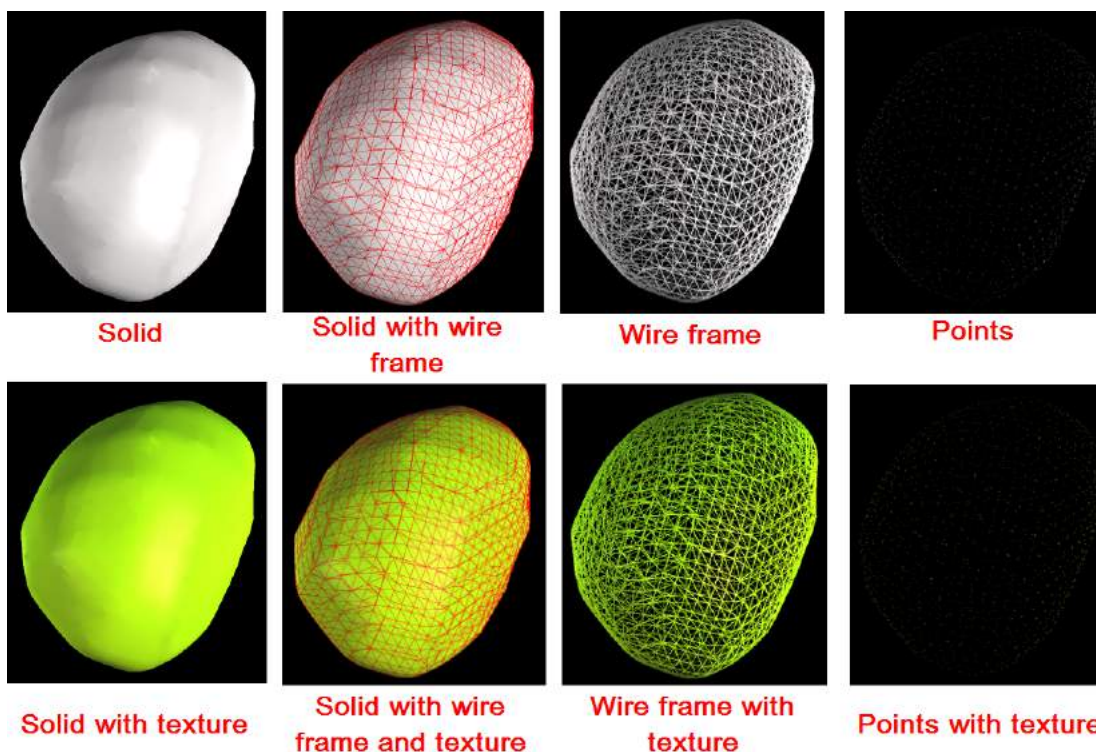 Solid
Solid with wire
frame
Wire frame
Points
Solid with texture
Solid with wire
frame and texture
Wire frame with
texture
Points with texture